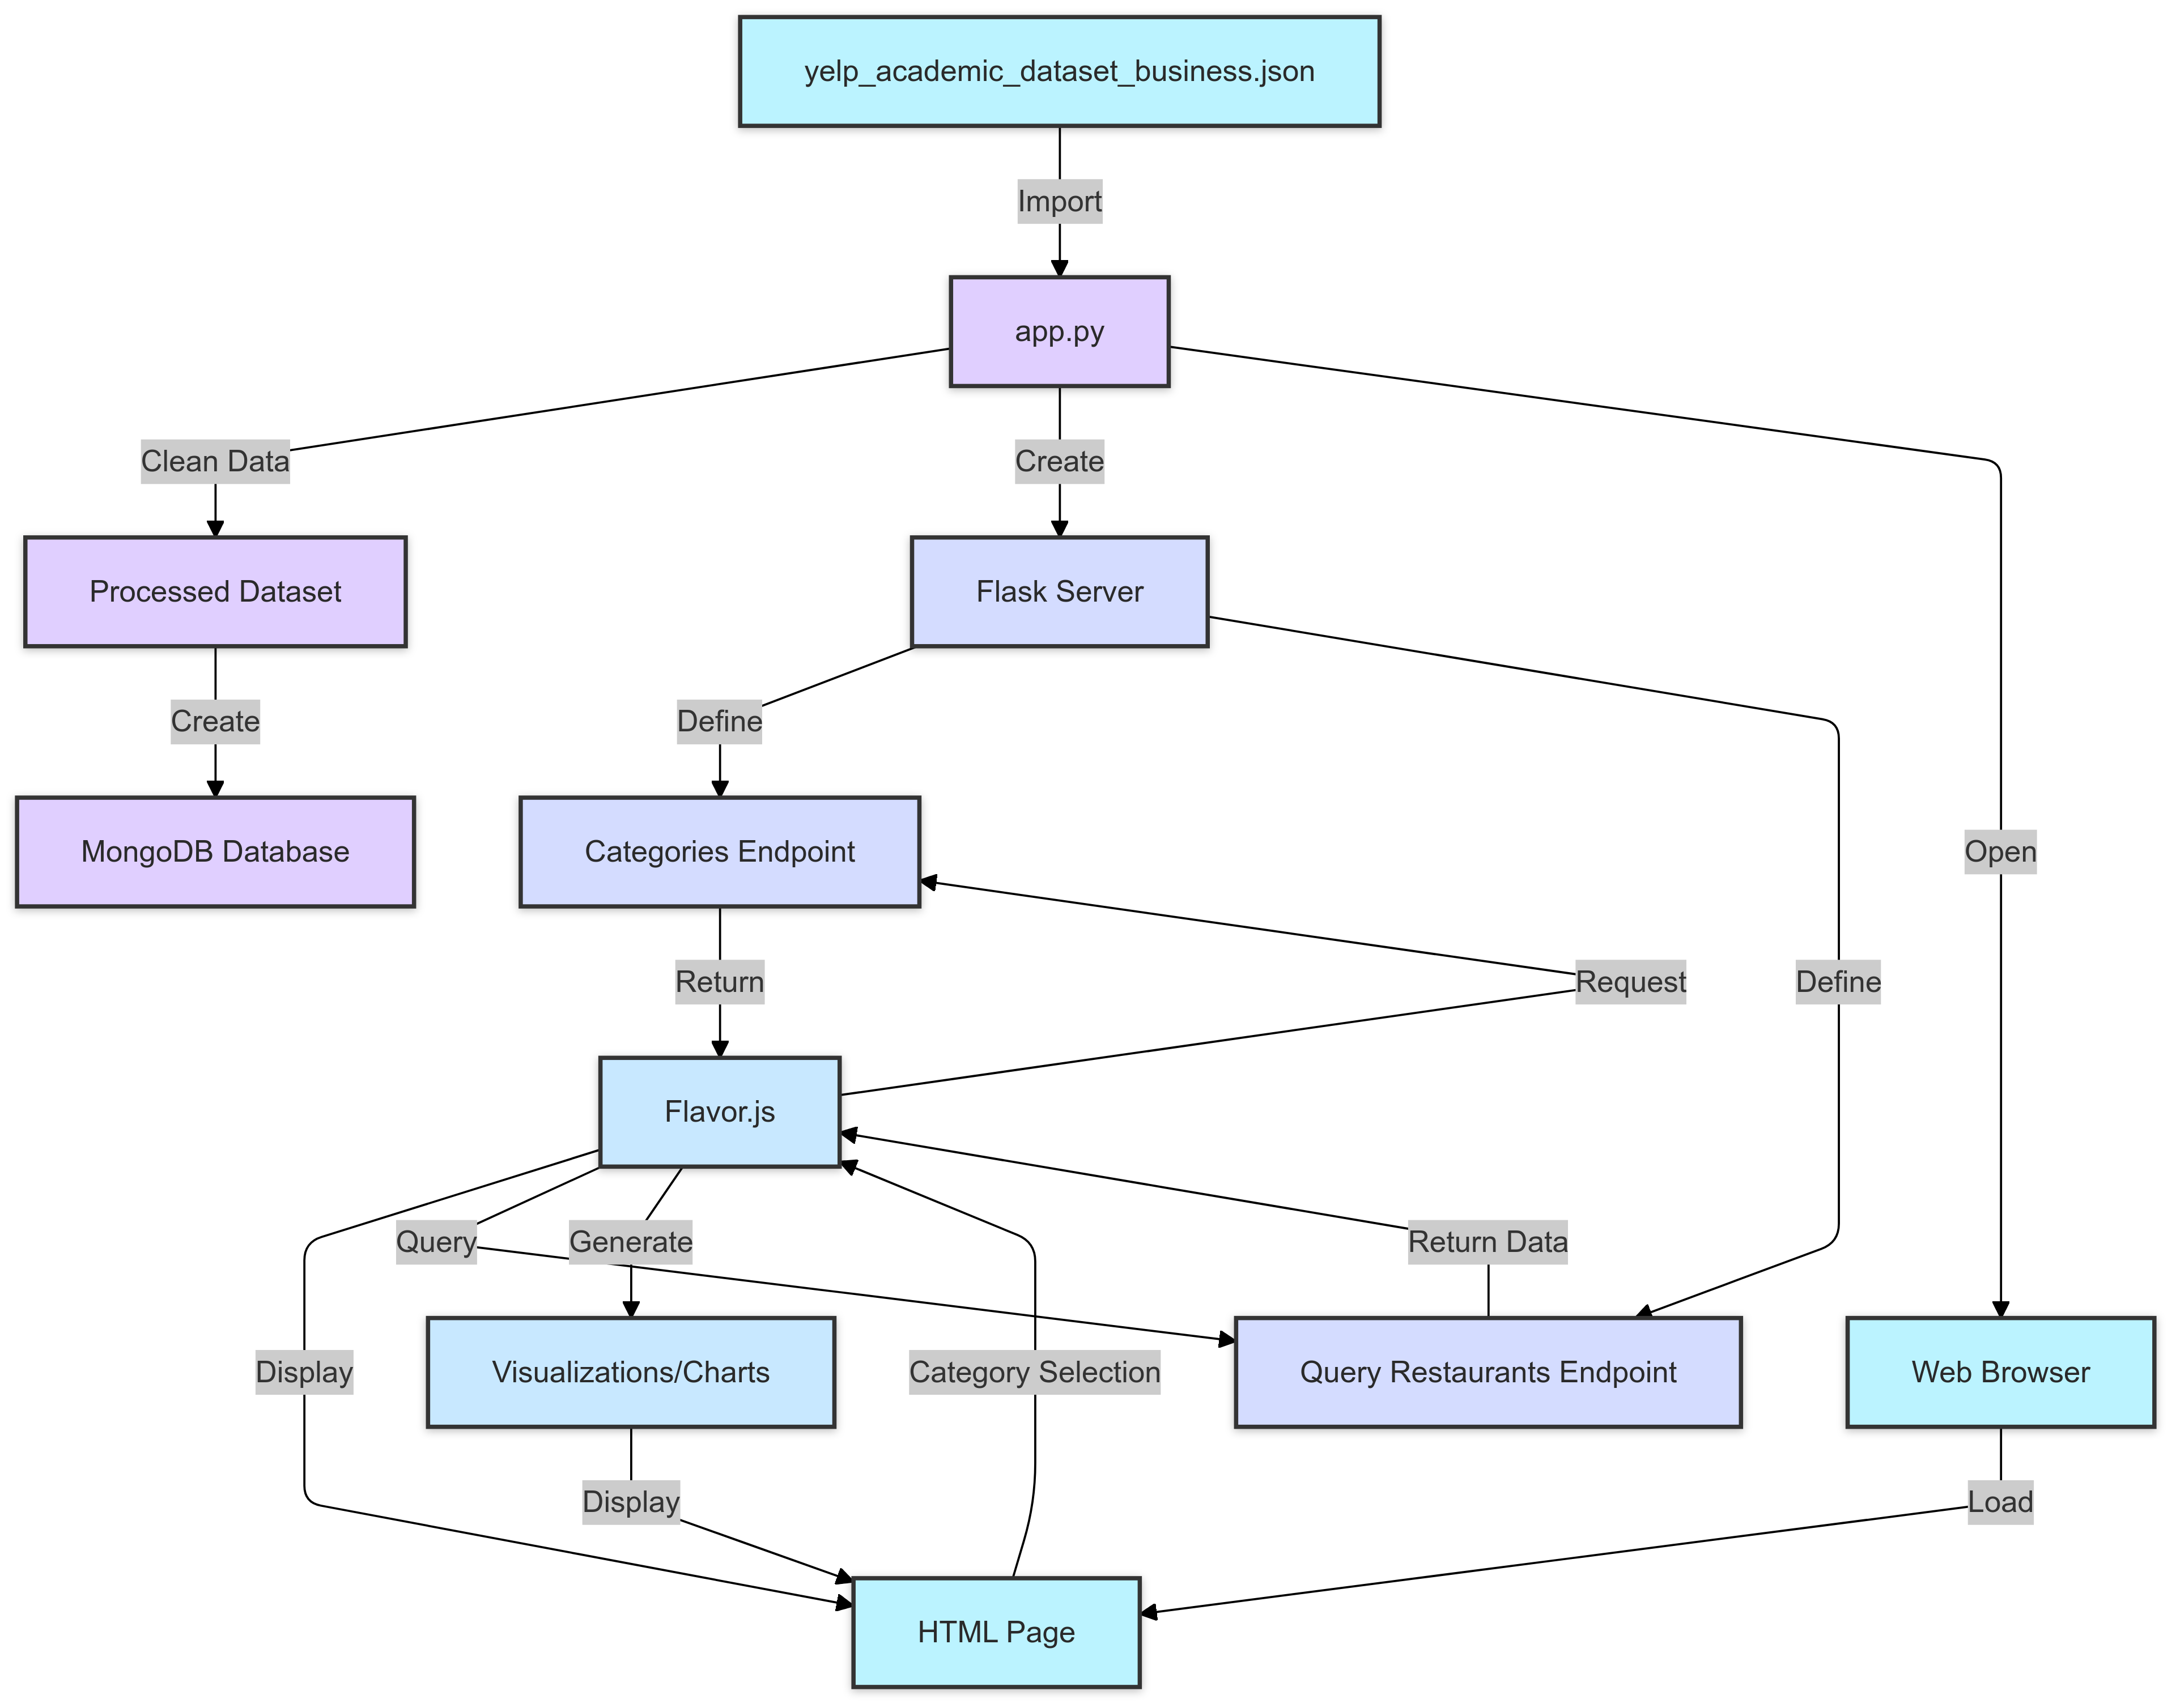 yelp_academic_dataset_business.json
Import
app.py
Clean Data
Create
Processed Dataset
Flask Server
Create
Define
MongoDB Database
Categories Endpoint
Open
Return
Request
Define
Flavor.js
Query
Generate
Return Data
Display
Visualizations/Charts
Category Selection
Query Restaurants Endpoint
Web Browser
Display
Load
HTML Page